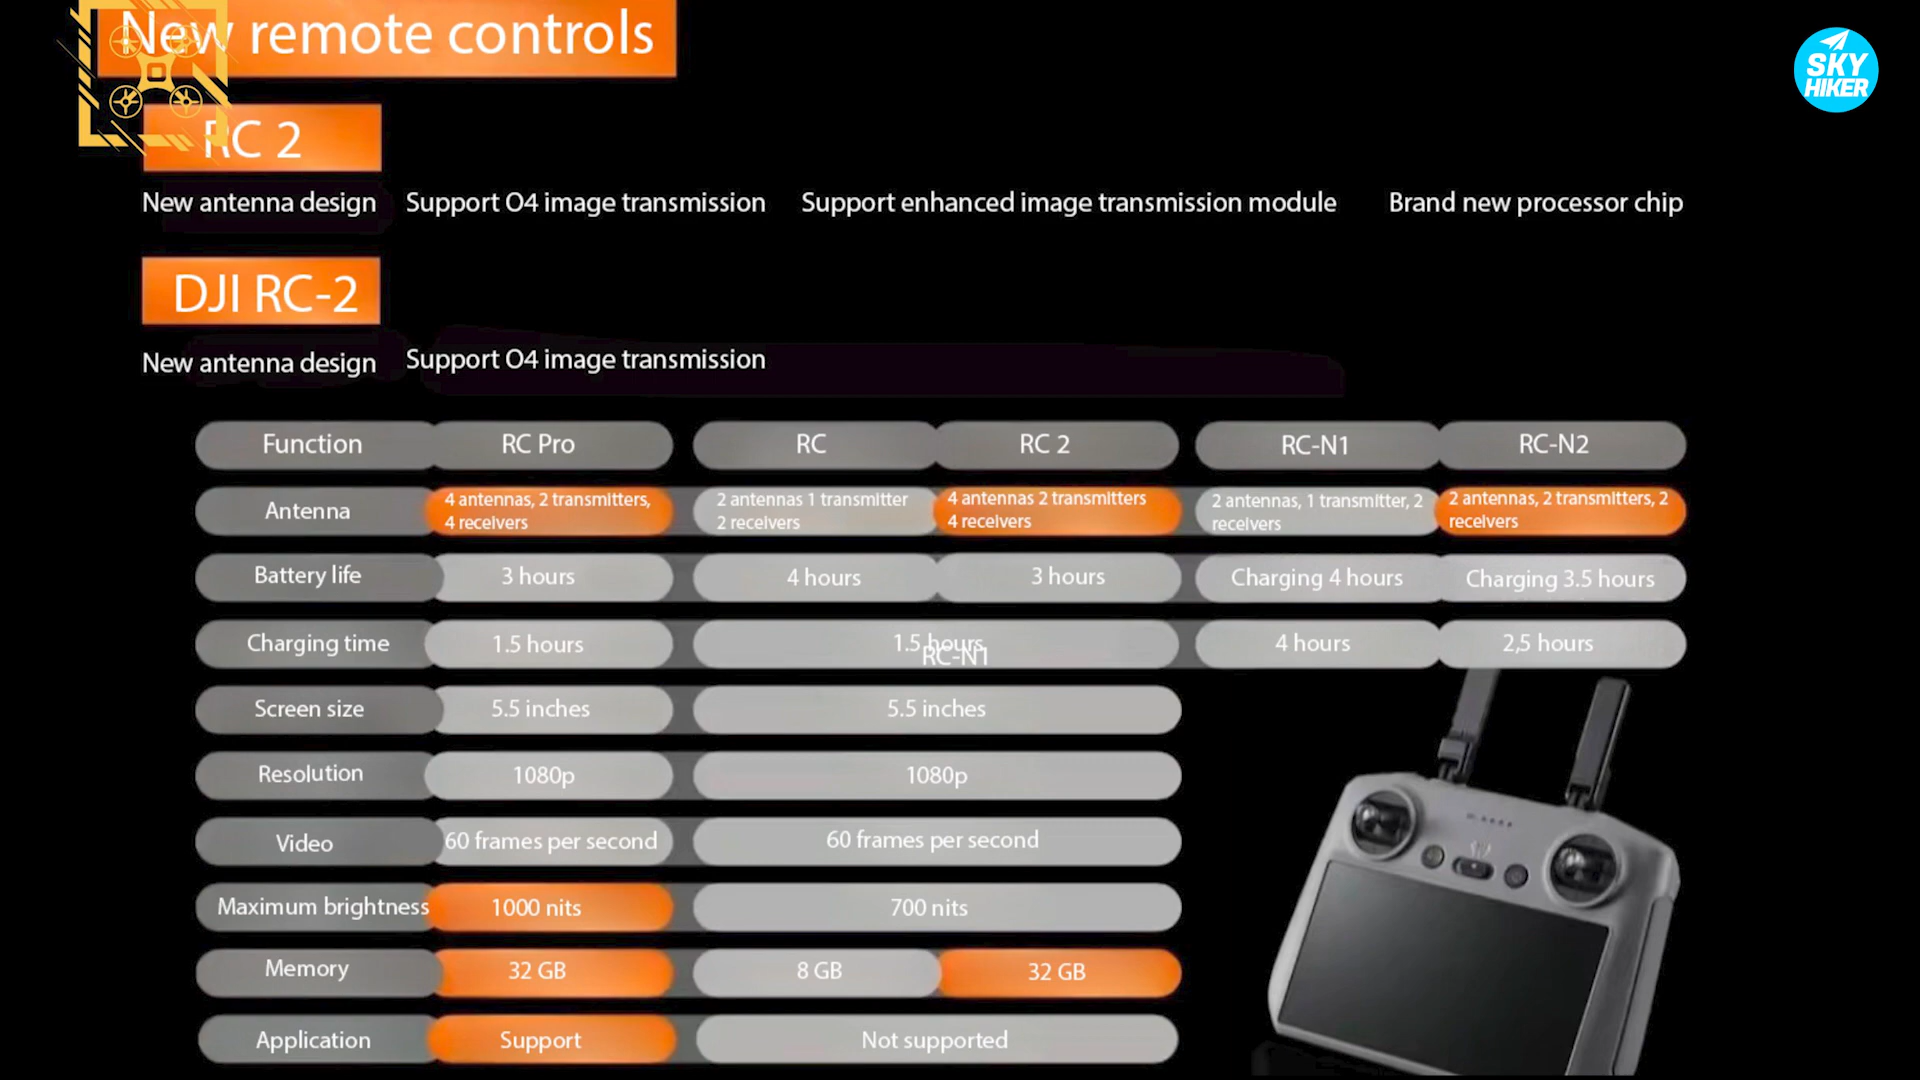 New remote controls
SKY
HIKER
RC 2
New antenna design Support O4 image transmission Support enhanced image transmission module Brand new processor chip
DJI RC-2
New antenna design Support O4 image transmission
Function RC Pro RC RC 2 RC-N1 RC-N2
Antenna
4 antennas, 2 transmitters,
4 receivers
2 antennas 1 transmitter
2 receivers
4 antennas 2 transmitters
4 receivers
2 antennas, 1 transmitter, 2
receivers
2 antennas, 2 transmitters, 2
receivers
Battery life 3 hours 4 hours 3 hours Charging 4 hours Charging 3.5 hours
Charging time 1.5 hours 1.5 hours 4 hours 2,5 hours
RC-N1
Screen size 5.5 inches 5.5 inches
Resolution 1080p 1080p
Video 60 frames per second 60 frames per second
Maximum brightness 1000 nits 700 nits
Memory 32 GB 8 GB 32 GB
Application Support Not supported